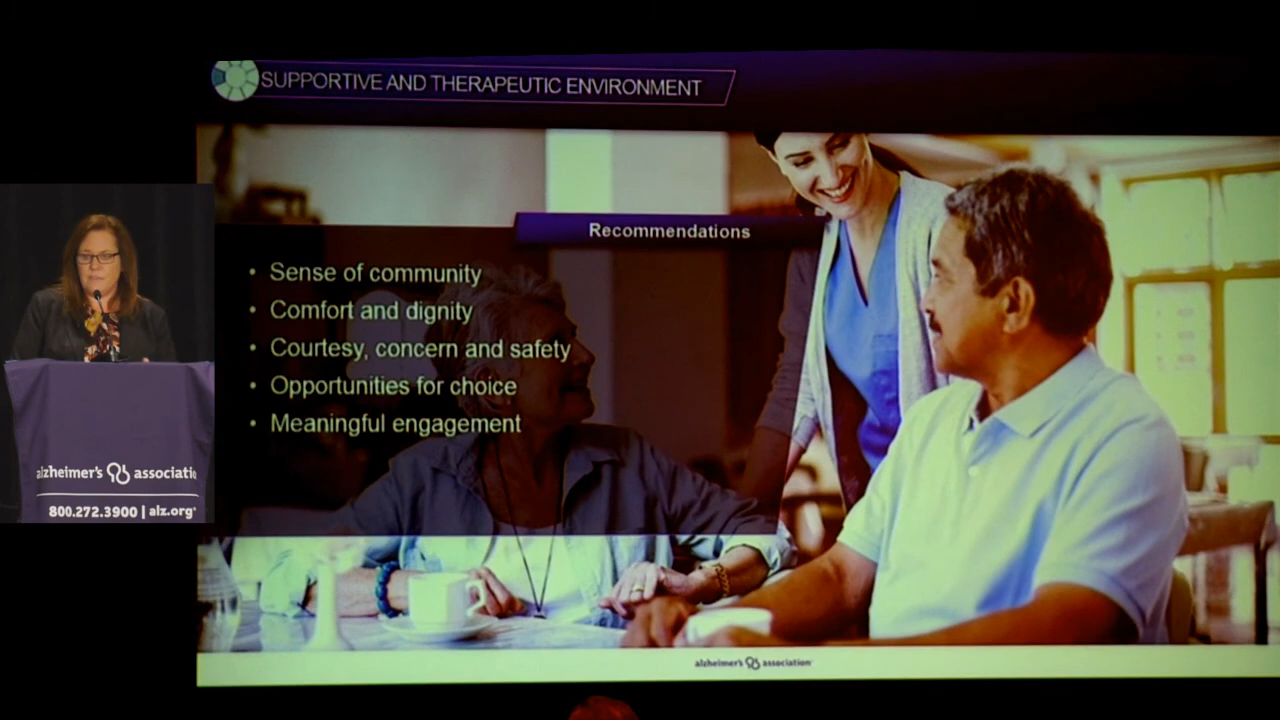 SUPPORTIVE AND THERAPEUTIC ENVIRONMENT
Recommendations
• Sense of community
• Comfort and dignity
• Courtesy, concern and safety
• Opportunities for choice
• Meaningful engagement
alzheimer's associatio
800.272.3900 | alz.org
alzheimer's association